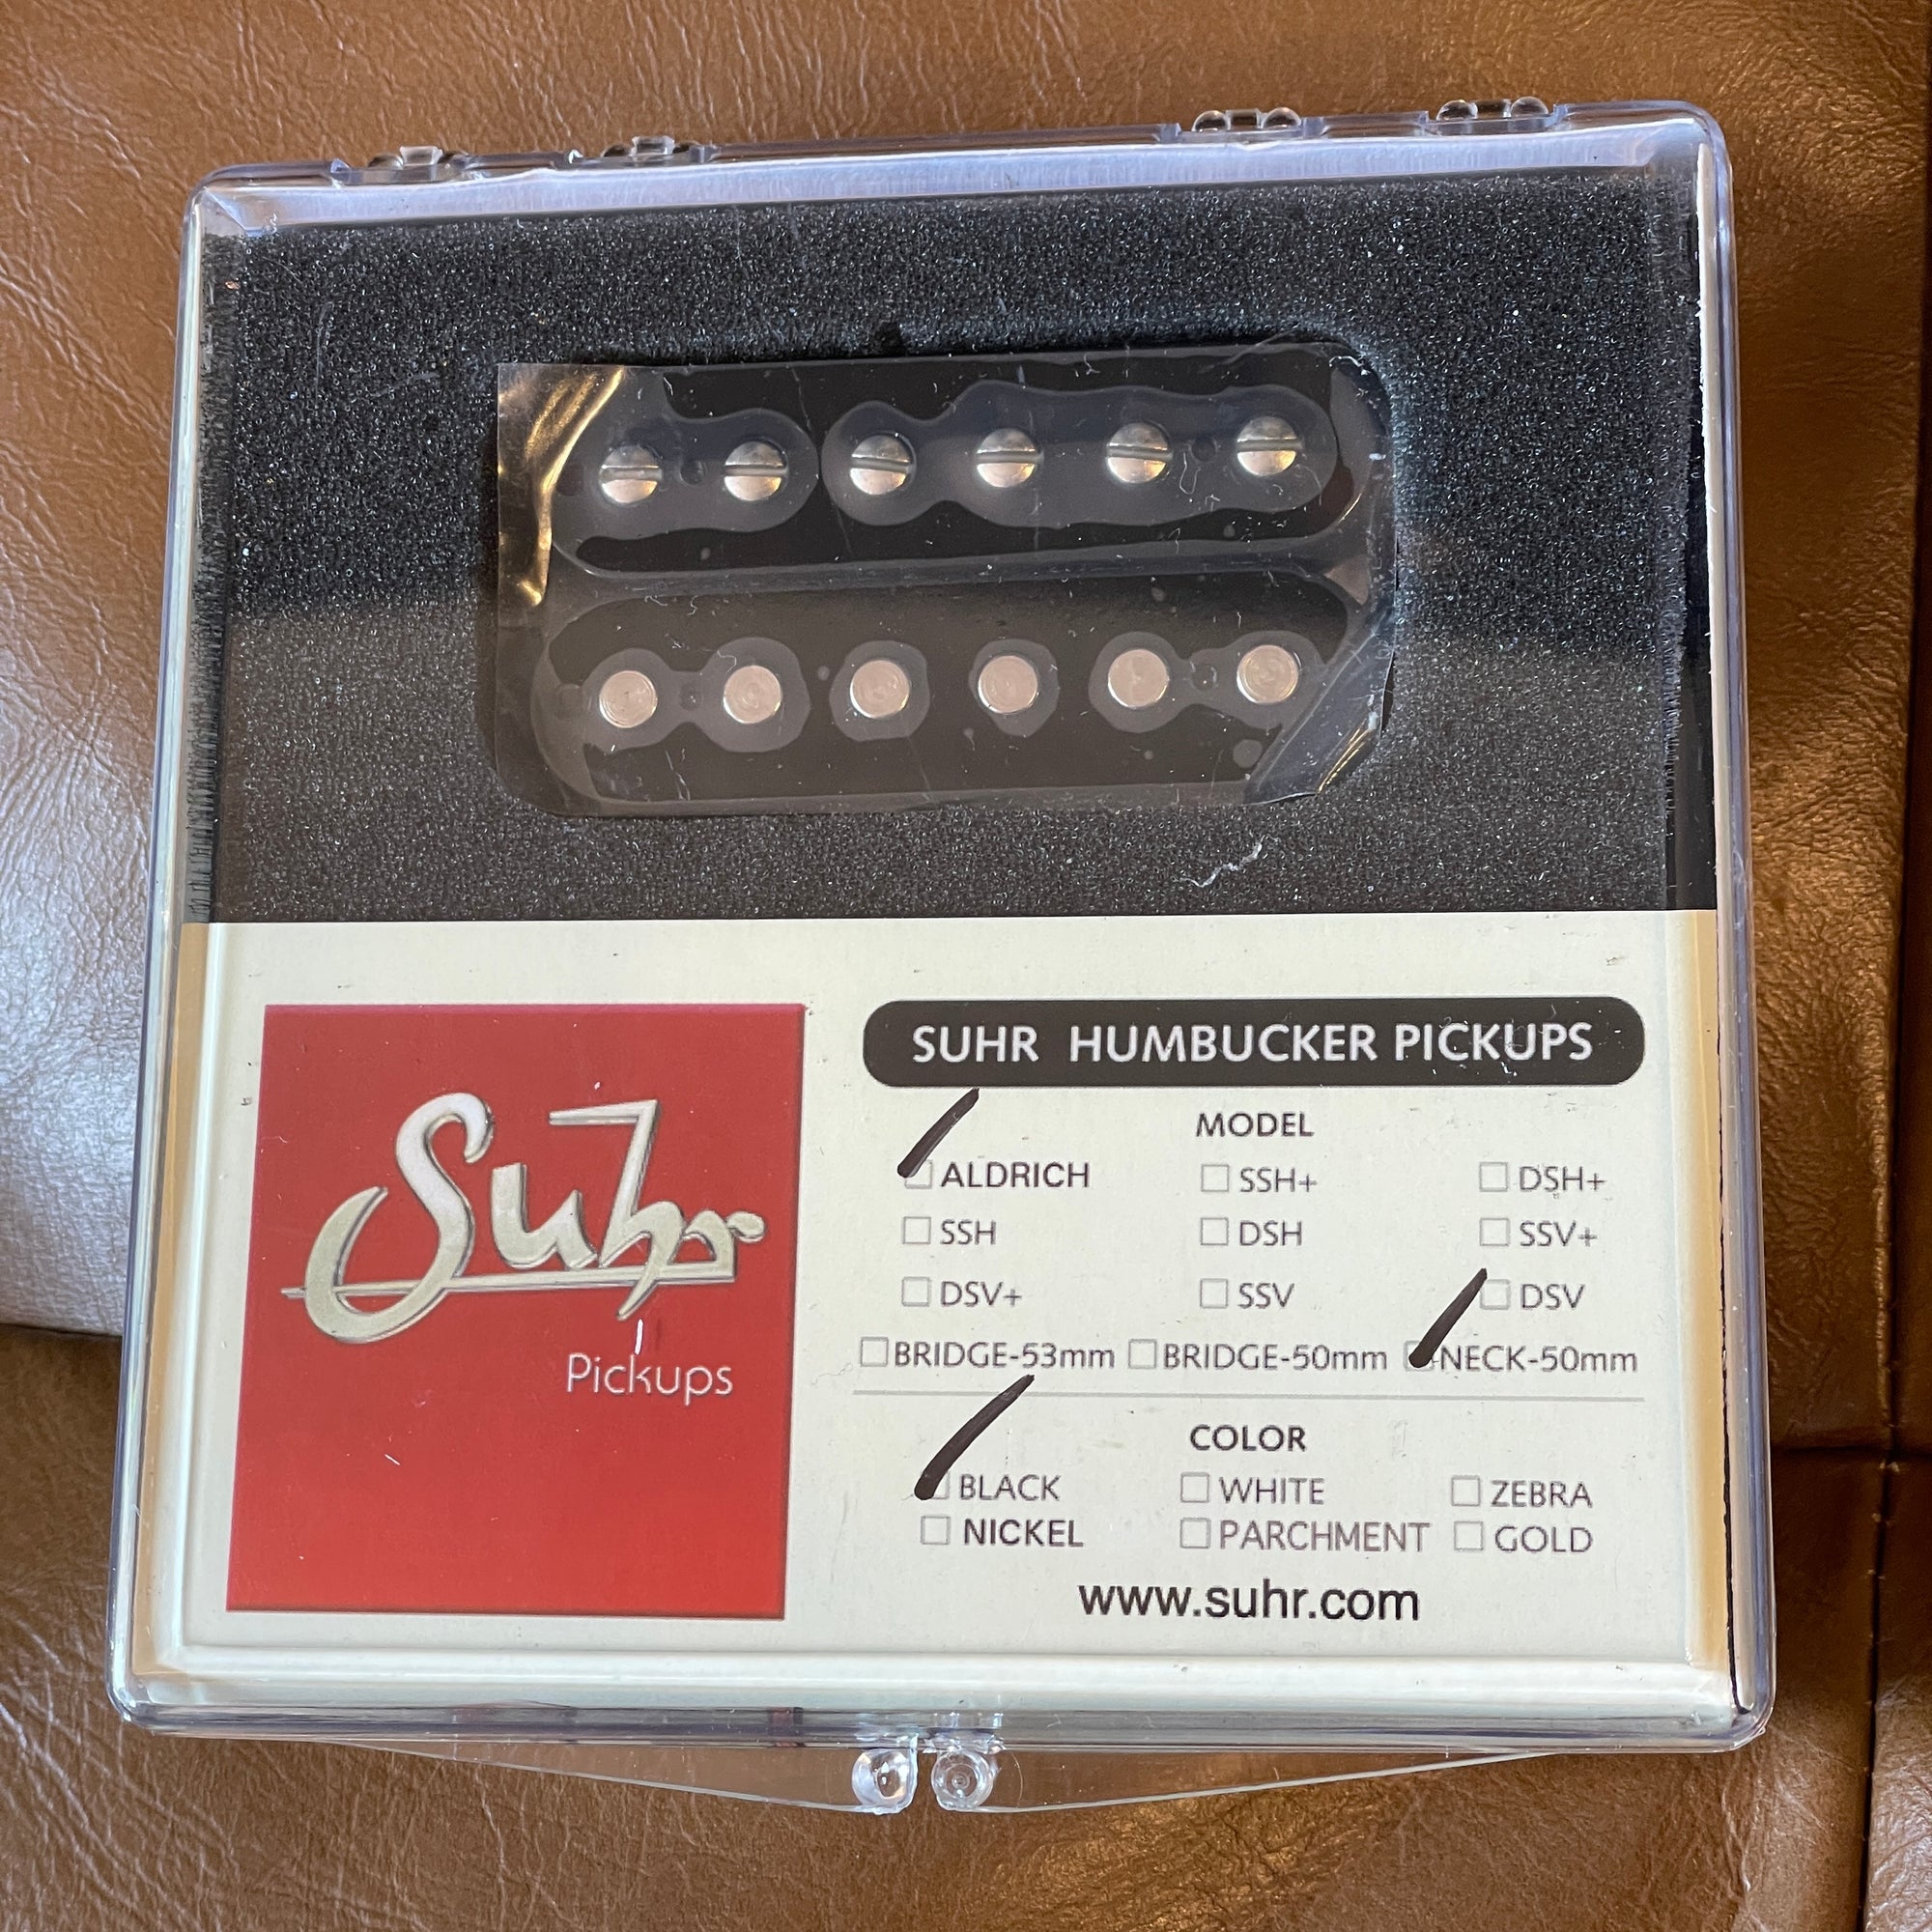 Suhr
Pickups
SUHR HUMBUCKER PICKUPS
MODEL
ALDRICH SSH+ DSH+
SSH DSH SSV+
DSV+ SSV DSV
BRIDGE-53mm BRIDGE-50mm NECK-50mm
COLOR
BLACK WHITE ZEBRA
NICKEL PARCHMENT GOLD
www.suhr.com